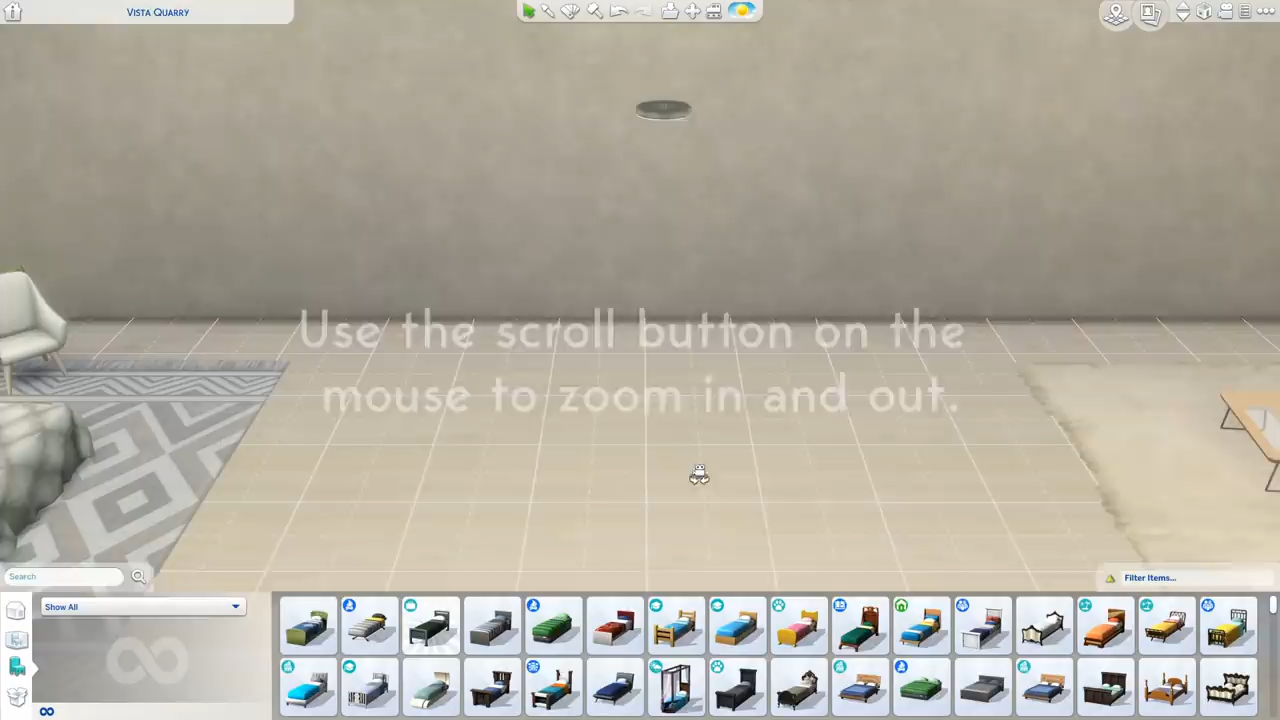 Vista Quarry
Use the scroll button on the
mouse to zoom in and out.
Search
Filter Items...
Show All